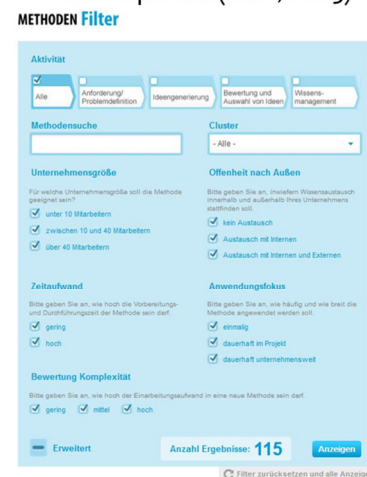 METHODEN Filter
Aktivität
Alle
Anforderung/
Problemdefinition
Ideengenerierung
Bewertung und
Auswahl von Ideen
Wissens-
management
Methodensuche
Cluster
- Alle -
Unternehmensgröße
Offenheit nach Außen
Für welche Unternehmensgröße soll die Methode
geeignet sein?
unter 10 Mitarbeitern
zwischen 10 und 40 Mitarbeitern
über 40 Mitarbeitern
Bitte geben Sie an, inwiefern Wissensaustausch
innerhalb und außerhalb Ihres Unternehmens
stattfinden soll.
kein Austausch
Austausch mit Internen
Austausch mit Internen und Externen
Zeitaufwand
Anwendungsfokus
Bitte geben Sie an, wie hoch die Vorbereitungs-
und Durchführungszeit der Methode sein darf.
gering
hoch
Bitte geben Sie an, wie häufig und wie breit die
Methode angewendet werden soll.
einmalig
dauerhaft im Projekt
dauerhaft unternehmensweit
Bewertung Komplexität
Bitte geben Sie an, wie hoch der Einarbeitungsaufwand in eine neue Methode sein darf.
gering mittel hoch
Erweitert
Anzahl Ergebnisse: 115
Anzeigen
Filter zurücksetzen und alle Anzeige